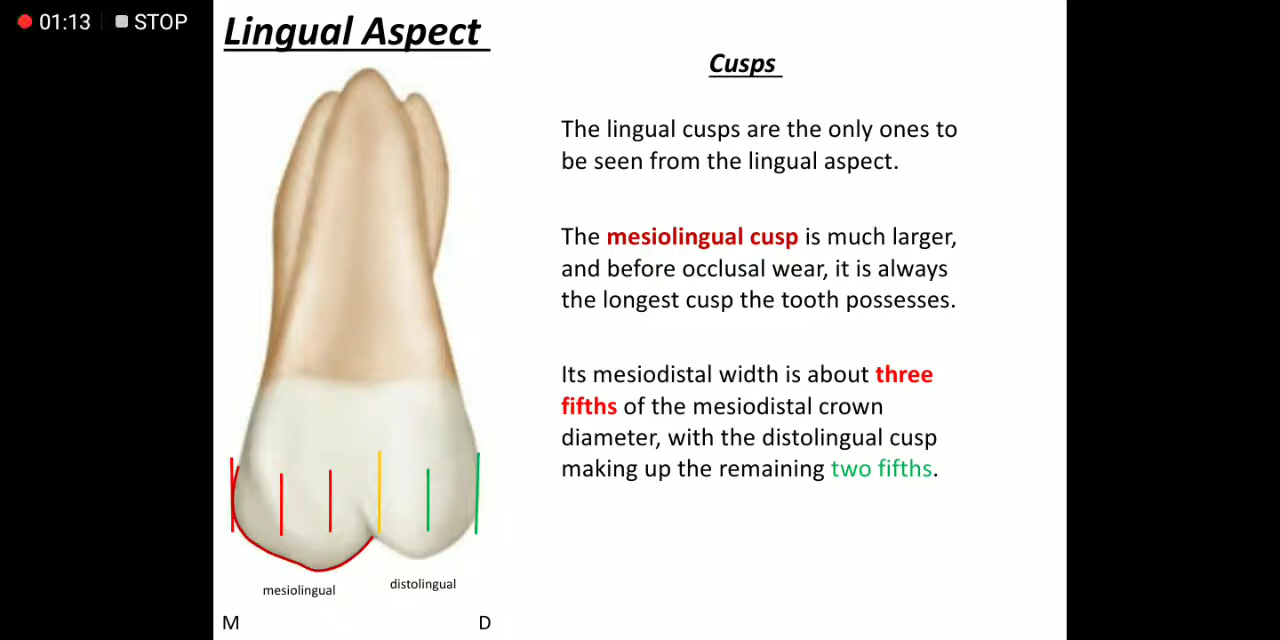 01:13 STOP
Lingual Aspect
Cusps
The lingual cusps are the only ones to
be seen from the lingual aspect.
The mesiolingual cusp is much larger,
and before occlusal wear, it is always
the longest cusp the tooth possesses.
Its mesiodistal width is about three
fifths of the mesiodistal crown
diameter, with the distolingual cusp
making up the remaining two fifths.
mesiolingual
distolingual
M
D